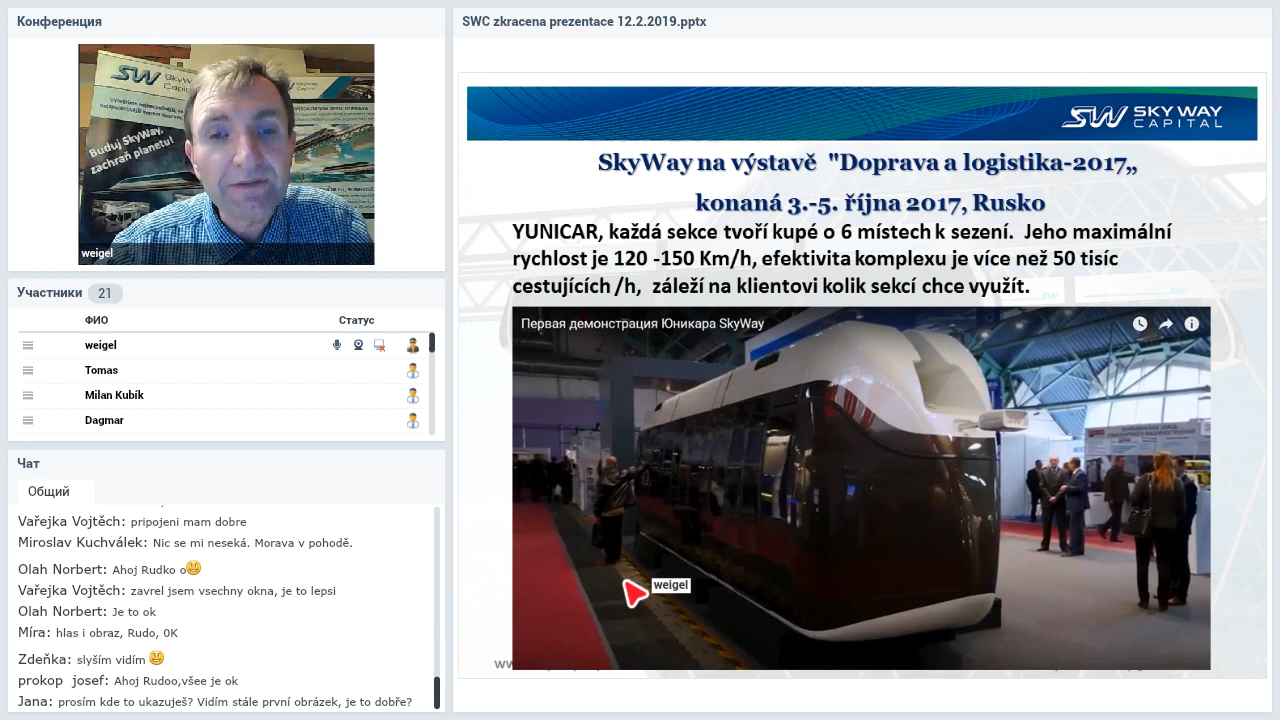 Конференция
SW SkyWay
Capital
Buduj SkyWay,
zachraň planetu!
weigel
Участники 21
ФИО Статус
weigel
Tomas
Milan Kubík
Dagmar
Чат
Общий
Vařejka Vojtěch: pripojeni mam dobre
Miroslav Kuchválek: Nic se mi neseká. Morava v pohodě.
Olah Norbert: Ahoj Rudko o
Vařejka Vojtěch: zavrel jsem vsechny okna, je to lepsi
Olah Norbert: Je to ok
Míra: hlas i obraz, Rudo, 0K
Zdeňka: slyším vidím
prokop josef: Ahoj Rudoo,všee je ok
Jana: prosím kde to ukazuješ? Vidím stále první obrázek, je to dobře?
SWC zkracena prezentace 12.2.2019.pptx
SW SKY WAY
CAPITAL
SkyWay na výstavě "Doprava a logistika-2017„
konaná 3.-5. října 2017, Rusko
YUNICAR, každá sekce tvoří kupé o 6 místech k sezení. Jeho maximální
rychlost je 120 -150 Km/h, efektivita komplexu je více než 50 tisíc
cestujících /h, záleží na klientovi kolik sekcí chce využít.
Первая демонстрация Юникара SkyWay
weigel